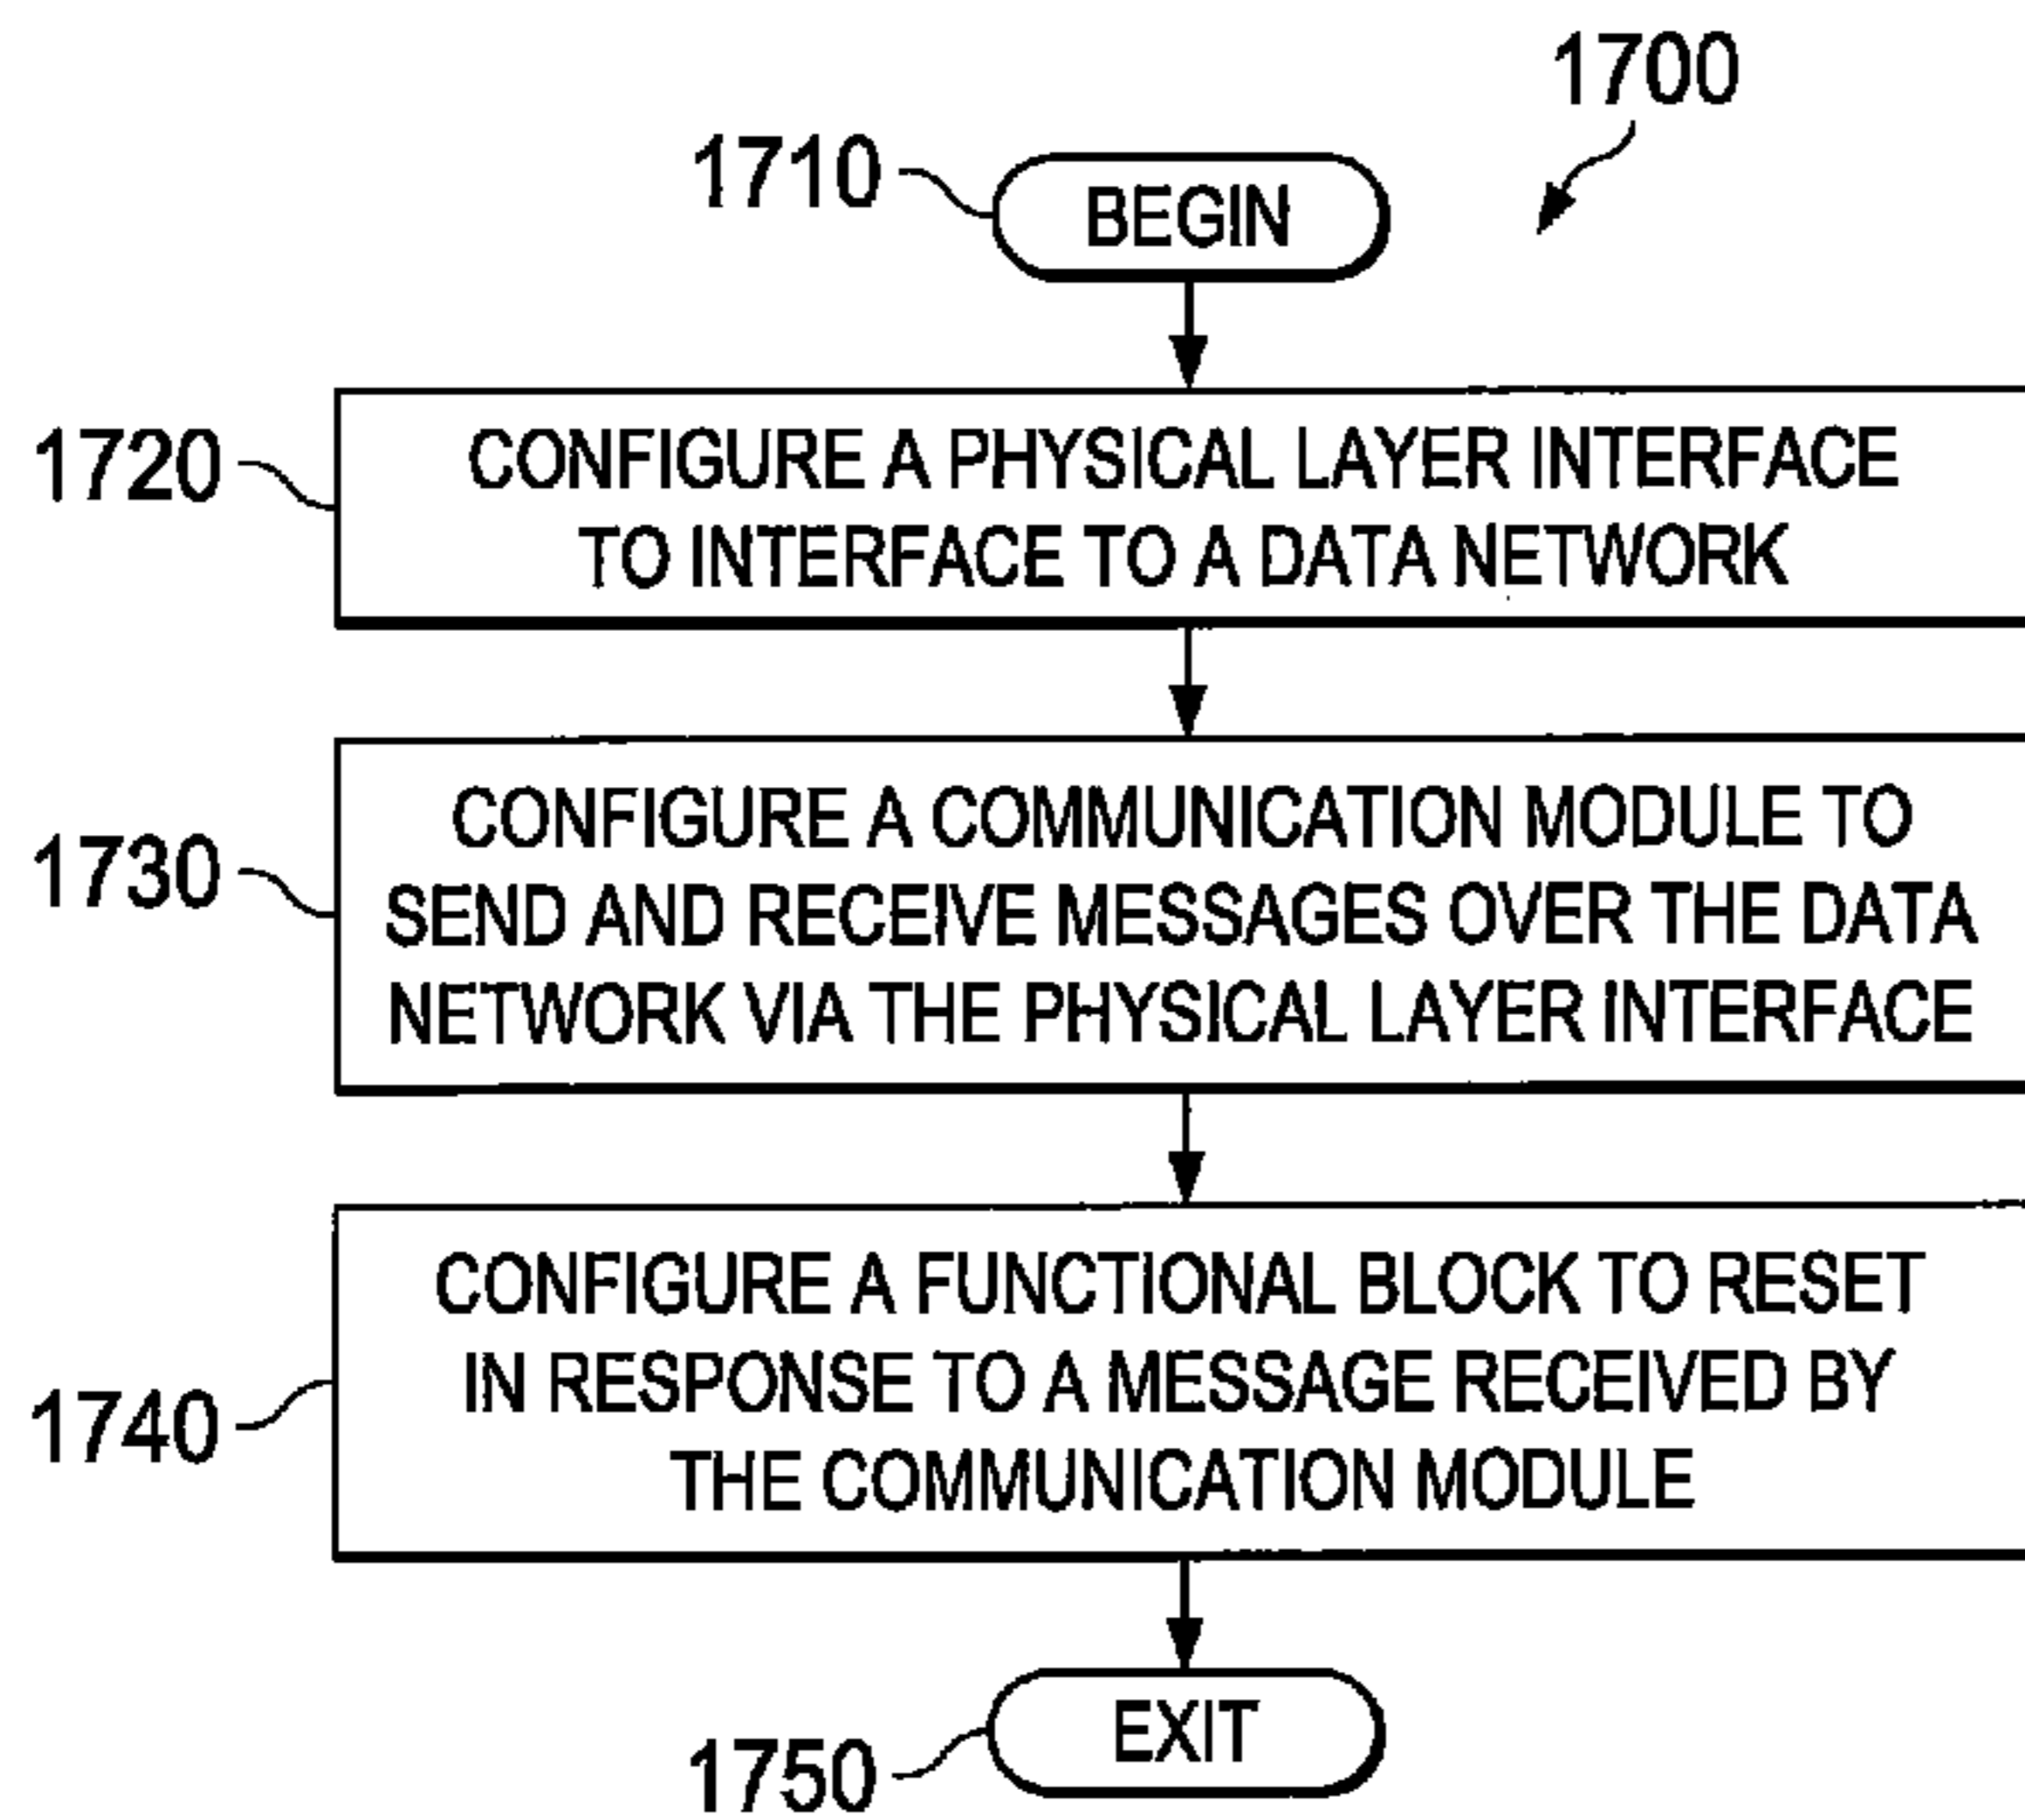 1700
1710
BEGIN
1720
CONFIGURE A PHYSICAL LAYER INTERFACE
TO INTERFACE TO A DATA NETWORK
1730
CONFIGURE A COMMUNICATION MODULE TO
SEND AND RECEIVE MESSAGES OVER THE DATA
NETWORK VIA THE PHYSICAL LAYER INTERFACE
1740
CONFIGURE A FUNCTIONAL BLOCK TO RESET
IN RESPONSE TO A MESSAGE RECEIVED BY
THE COMMUNICATION MODULE
1750
EXIT